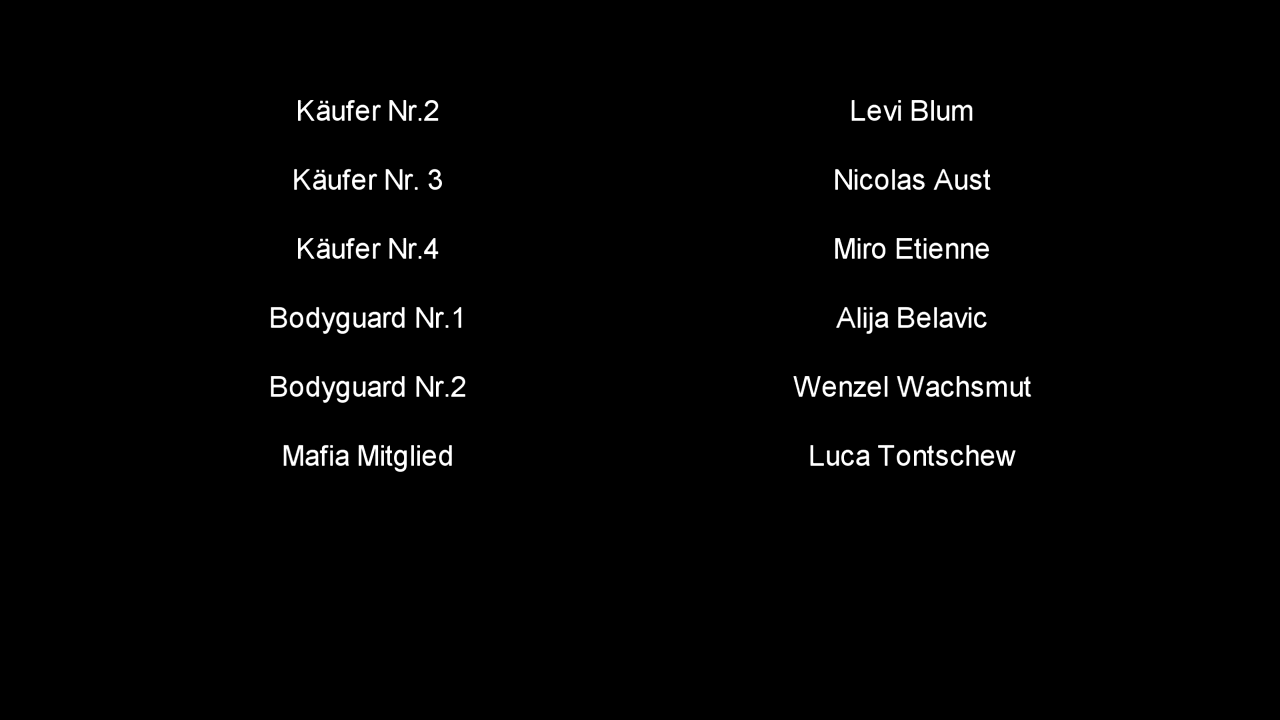 Käufer Nr.2 Levi Blum
Käufer Nr. 3 Nicolas Aust
Käufer Nr.4 Miro Etienne
Bodyguard Nr.1 Alija Belavic
Bodyguard Nr.2 Wenzel Wachsmut
Mafia Mitglied Luca Tontschew